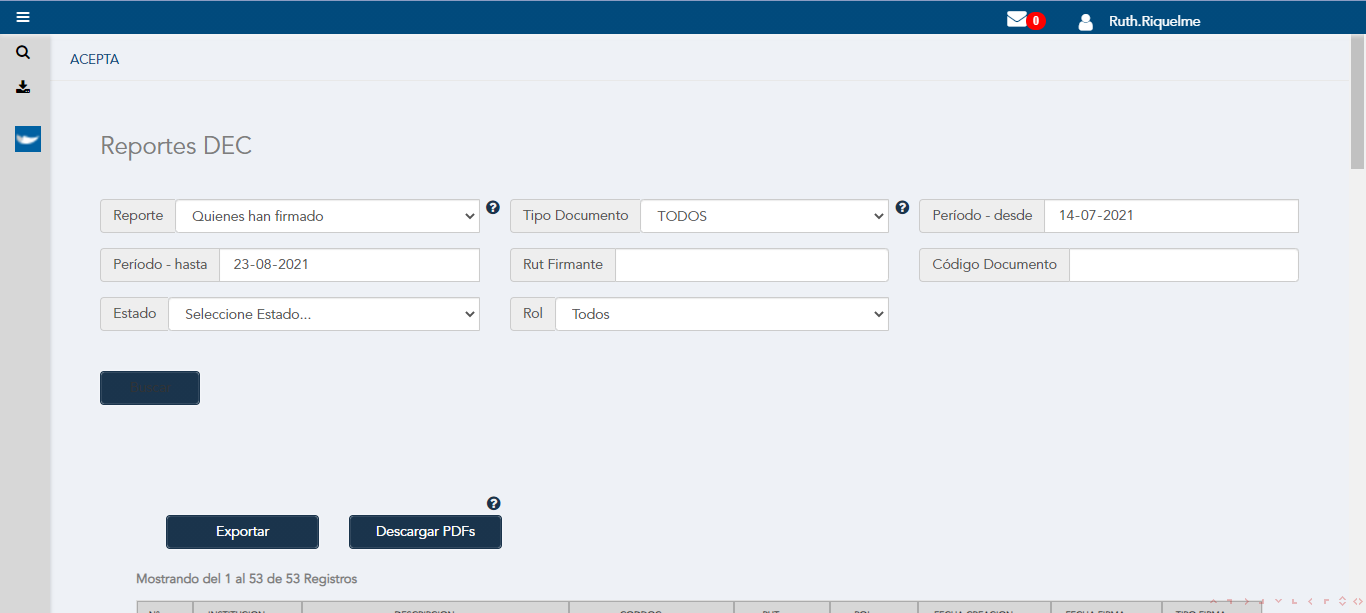 0 Ruth.Riquelme
ACEPTA
Reportes DEC
Reporte Quienes han firmado Tipo Documento TODOS Período - desde 14-07-2021
Período - hasta 23-08-2021 Rut Firmante Código Documento
Estado Seleccione Estado... Rol Todos
Exportar Descargar PDFs
Mostrando del 1 al 53 de 53 Registros